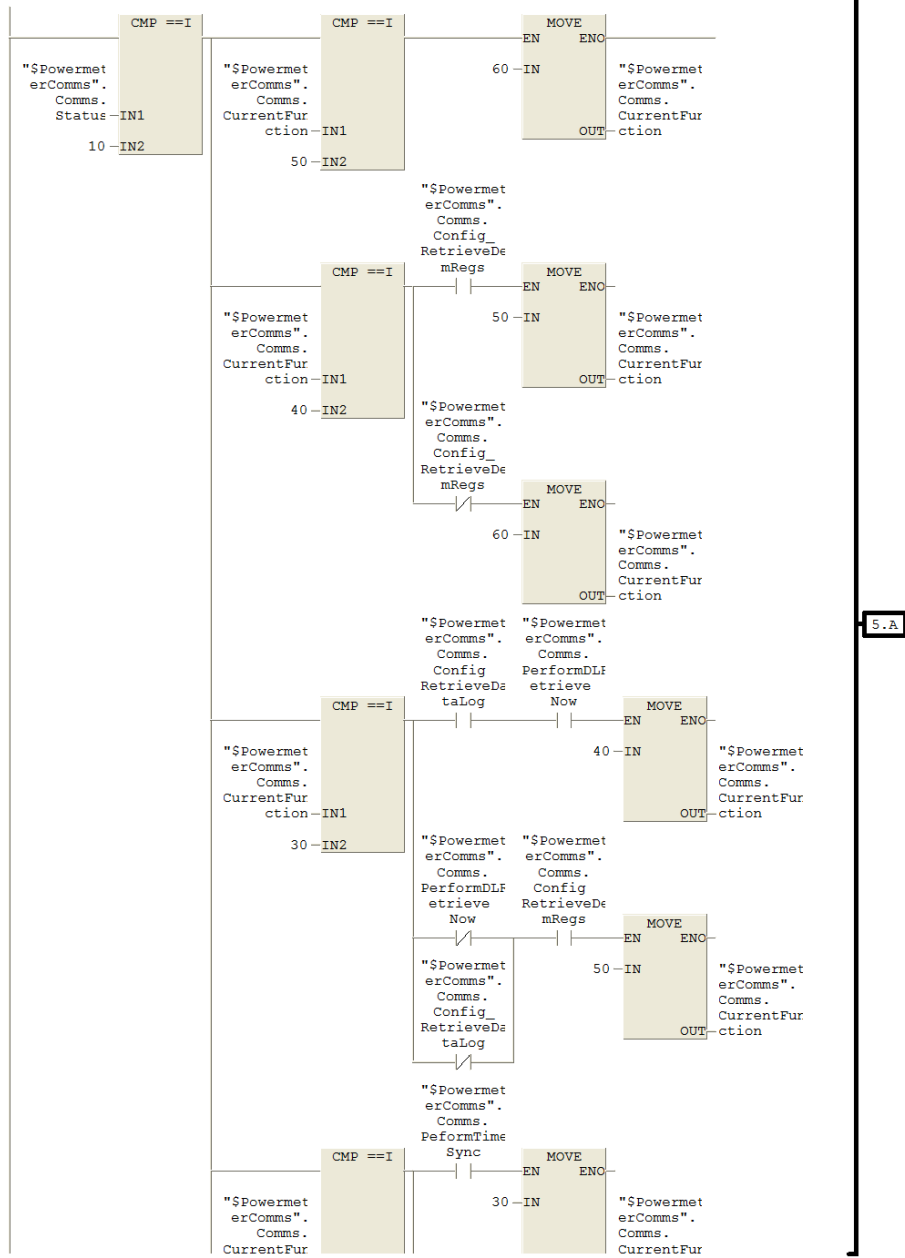 CMP ==I
CMP ==I
MOVE
EN
ENO
"$Powermet
erComms".
Comms.
Status
IN1
10
IN2
"$Powermet
erComms".
Comms.
CurrentFur
ction
IN1
50
IN2
60
IN
"$Powermet
erComms".
Comms.
CurrentFur
OUT
ction
"$Powermet
erComms".
Comms.
Config_
RetrieveDe
mRegs
CMP ==I
MOVE
EN
ENO
"$Powermet
erComms".
Comms.
CurrentFur
ction
IN1
40
IN2
50
IN
"$Powermet
erComms".
Comms.
CurrentFur
OUT
ction
"$Powermet
erComms".
Comms.
Config_
RetrieveDe
mRegs
MOVE
EN
ENO
60
IN
"$Powermet
erComms".
Comms.
CurrentFur
OUT
ction
5.A
"$Powermet
erComms".
Comms.
Config
RetrieveDa
taLog
"$Powermet
erComms".
Comms.
PerformDLF
etrieve
Now
CMP ==I
MOVE
EN
ENO
"$Powermet
erComms".
Comms.
CurrentFur
ction
IN1
30
IN2
40
IN
"$Powermet
erComms".
Comms.
CurrentFur
OUT
ction
"$Powermet
erComms".
Comms.
PerformDLF
etrieve
Now
"$Powermet
erComms".
Comms.
Config
RetrieveDe
mRegs
MOVE
EN
ENO
"$Powermet
erComms".
Comms.
Config_
RetrieveDa
taLog
50
IN
"$Powermet
erComms".
Comms.
CurrentFur
OUT
ction
"$Powermet
erComms".
Comms.
PeformTime
Sync
CMP ==I
MOVE
EN
ENO
"$Powermet
erComms".
Comms.
CurrentFur
30
IN
"$Powermet
erComms".
Comms.
CurrentFur